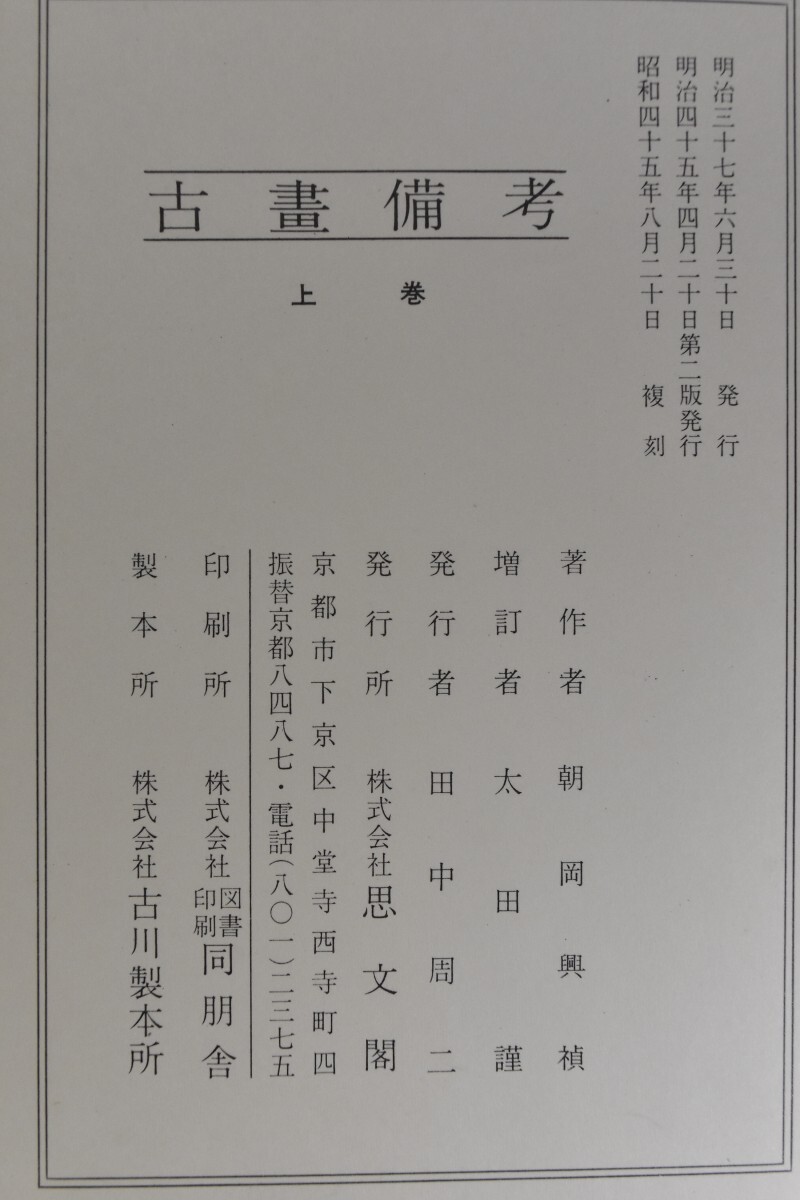 明治三十七年六月三十日 発行
明治四十五年四月二十日第二版発行
昭和四十五年八月二十日 複刻
古畫備考
上巻
著作者 朝岡興禎
増訂者 太田謹
発行者 田中周二
発行所 株式会社思文閣
京都市下京区中堂寺西寺町四
振替京都八四八七・電話(八〇一)二三七五
印刷所 株式会社図書印刷同朋舎
製本所 株式会社古川製本所